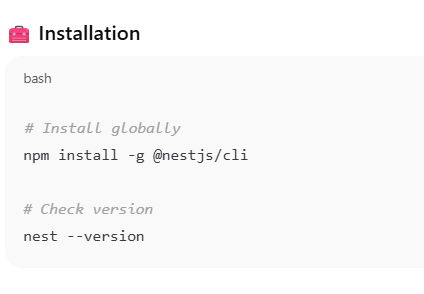 🧰 Installation
bash
# Install globally
npm install -g @nestjs/cli
# Check version
nest --version